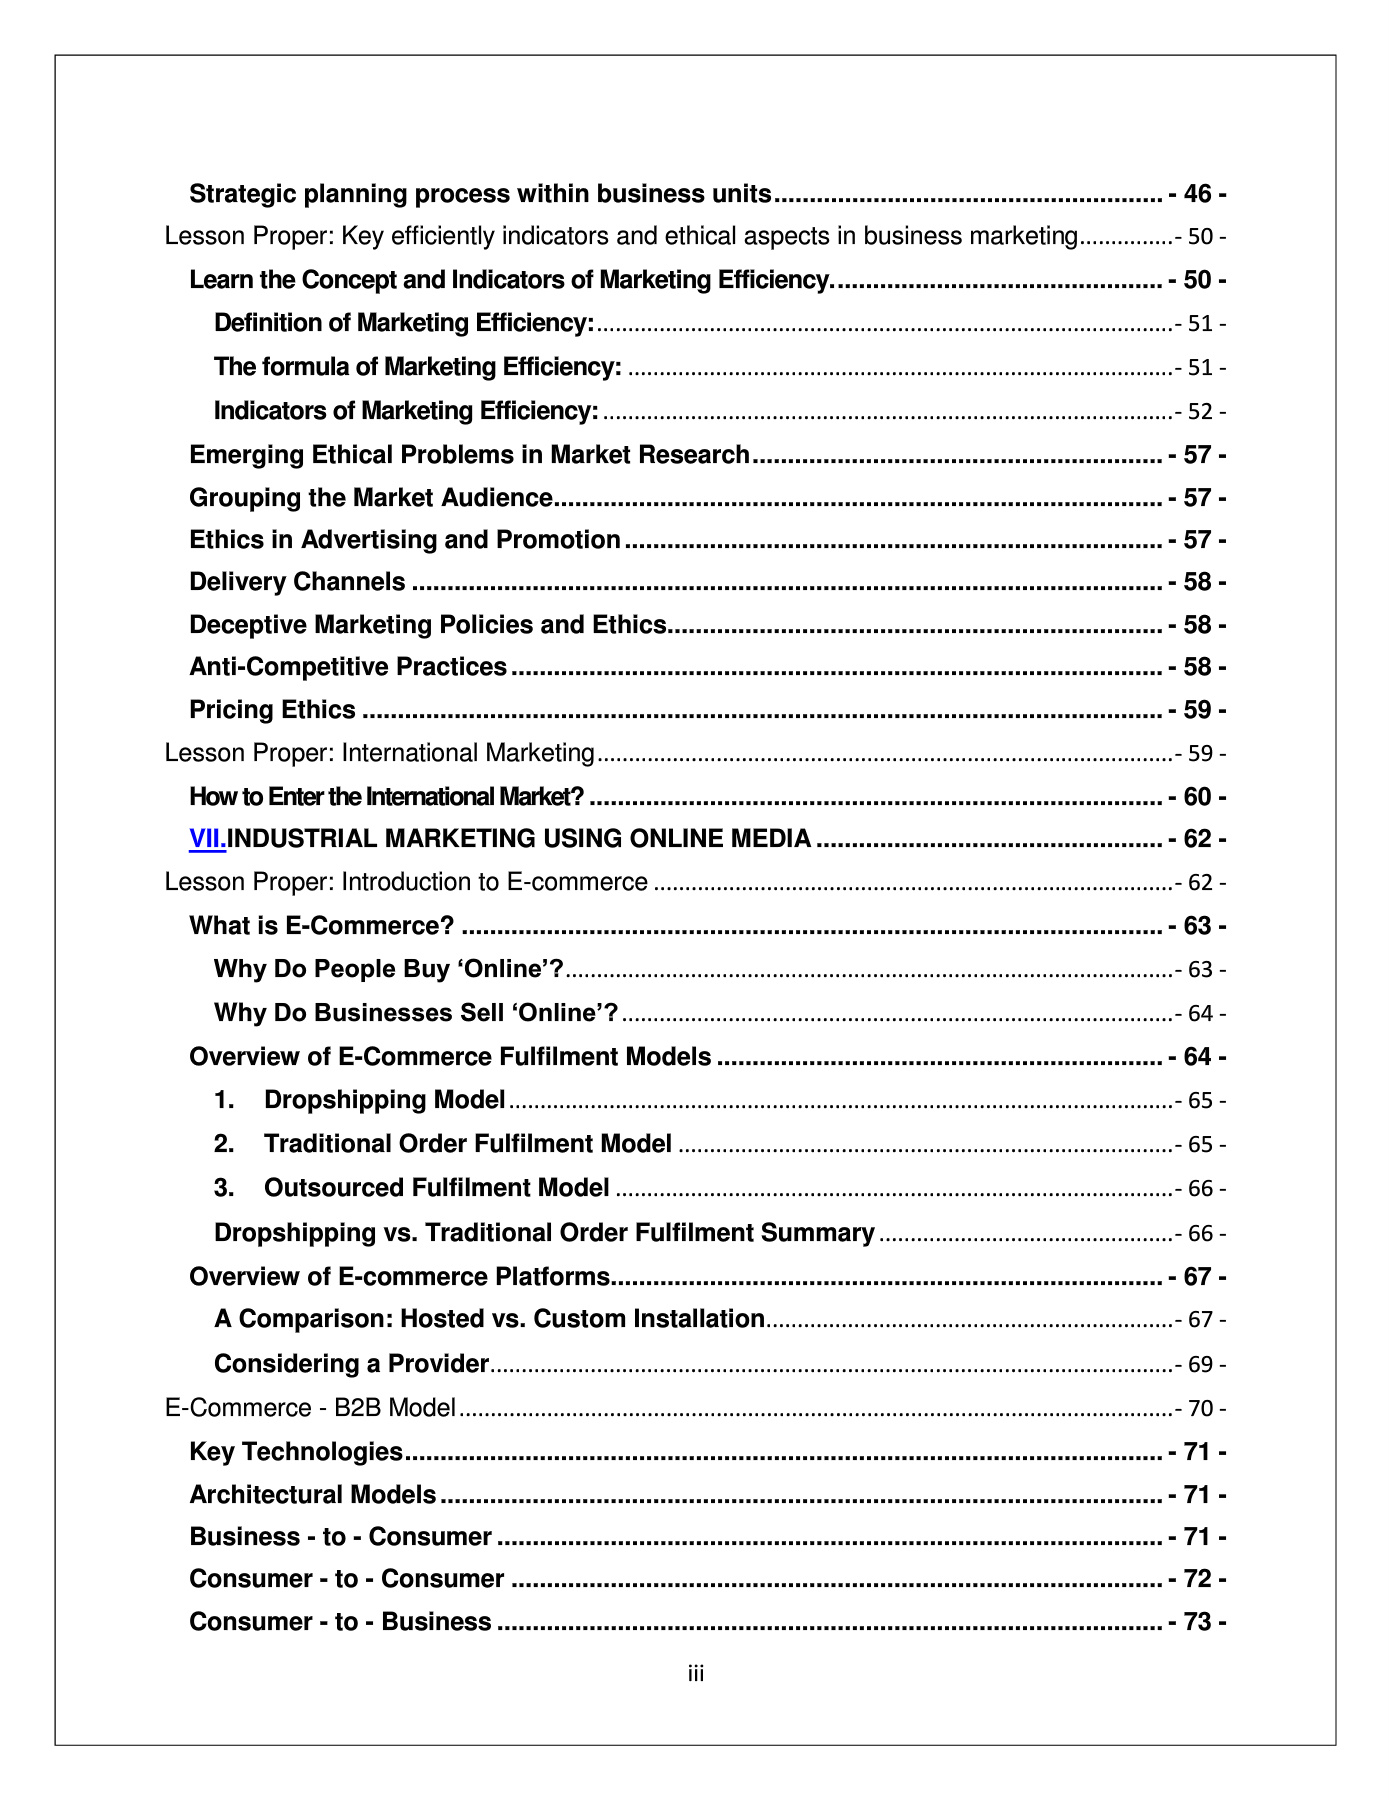 Strategic planning process within business units....................................................... - 46 -
Lesson Proper: Key efficiently indicators and ethical aspects in business marketing...............- 50 -
Learn the Concept and Indicators of Marketing Efficiency............................................... - 50 -
Definition of Marketing Efficiency:............................................................................................- 51 -
The formula of Marketing Efficiency: .......................................................................................- 51 -
Indicators of Marketing Efficiency: ...........................................................................................- 52 -
Emerging Ethical Problems in Market Research.......................................................... - 57 -
Grouping the Market Audience...................................................................................... - 57 -
Ethics in Advertising and Promotion ............................................................................ - 57 -
Delivery Channels .......................................................................................................... - 58 -
Deceptive Marketing Policies and Ethics...................................................................... - 58 -
Anti-Competitive Practices ............................................................................................ - 58 -
Pricing Ethics ................................................................................................................. - 59 -
Lesson Proper: International Marketing..............................................................................................- 59 -
How to Enter the International Market? ................................................................................. - 60 -
VII.INDUSTRIAL MARKETING USING ONLINE MEDIA ................................................. - 62 -
Lesson Proper: Introduction to E-commerce ...................................................................................- 62 -
What is E-Commerce? ................................................................................................... - 63 -
Why Do People Buy ‘Online’?.................................................................................................- 63 -
Why Do Businesses Sell ‘Online’? ........................................................................................- 64 -
Overview of E-Commerce Fulfilment Models ............................................................... - 64 -
1. Dropshipping Model ..........................................................................................................- 65 -
2. Traditional Order Fulfilment Model ...............................................................................- 65 -
3. Outsourced Fulfilment Model .........................................................................................- 66 -
Dropshipping vs. Traditional Order Fulfilment Summary ...............................................- 66 -
Overview of E-commerce Platforms.............................................................................. - 67 -
A Comparison: Hosted vs. Custom Installation.................................................................- 67 -
Considering a Provider.............................................................................................................- 69 -
E-Commerce - B2B Model ..................................................................................................................- 70 -
Key Technologies........................................................................................................... - 71 -
Architectural Models ...................................................................................................... - 71 -
Business - to - Consumer .............................................................................................. - 71 -
Consumer - to - Consumer ............................................................................................ - 72 -
Consumer - to - Business .............................................................................................. - 73 -
iii